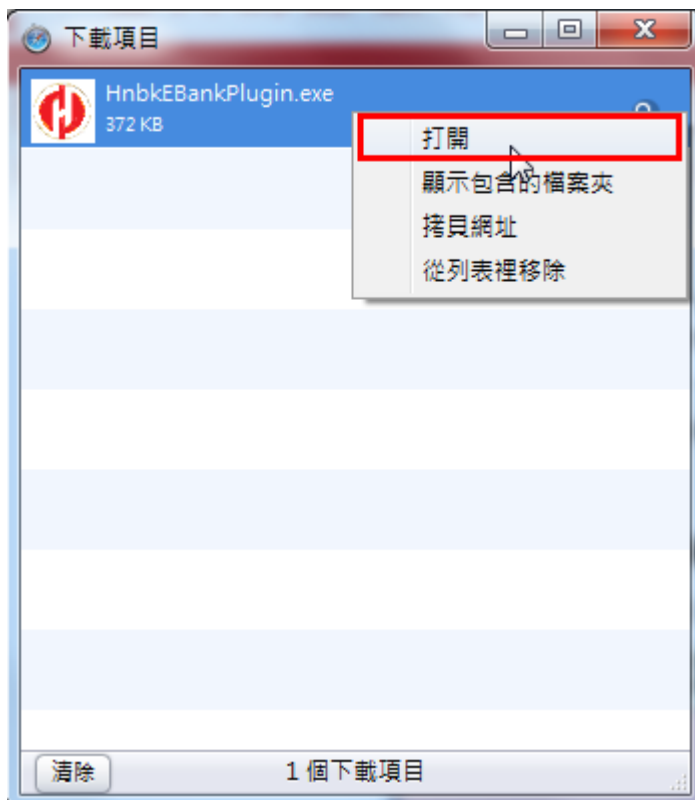 下載項目
HnbkEBankPlugin.exe
372 KB
打開
顯示包含的檔案夾
拷貝網址
從列表裡移除
清除
1 個下載項目